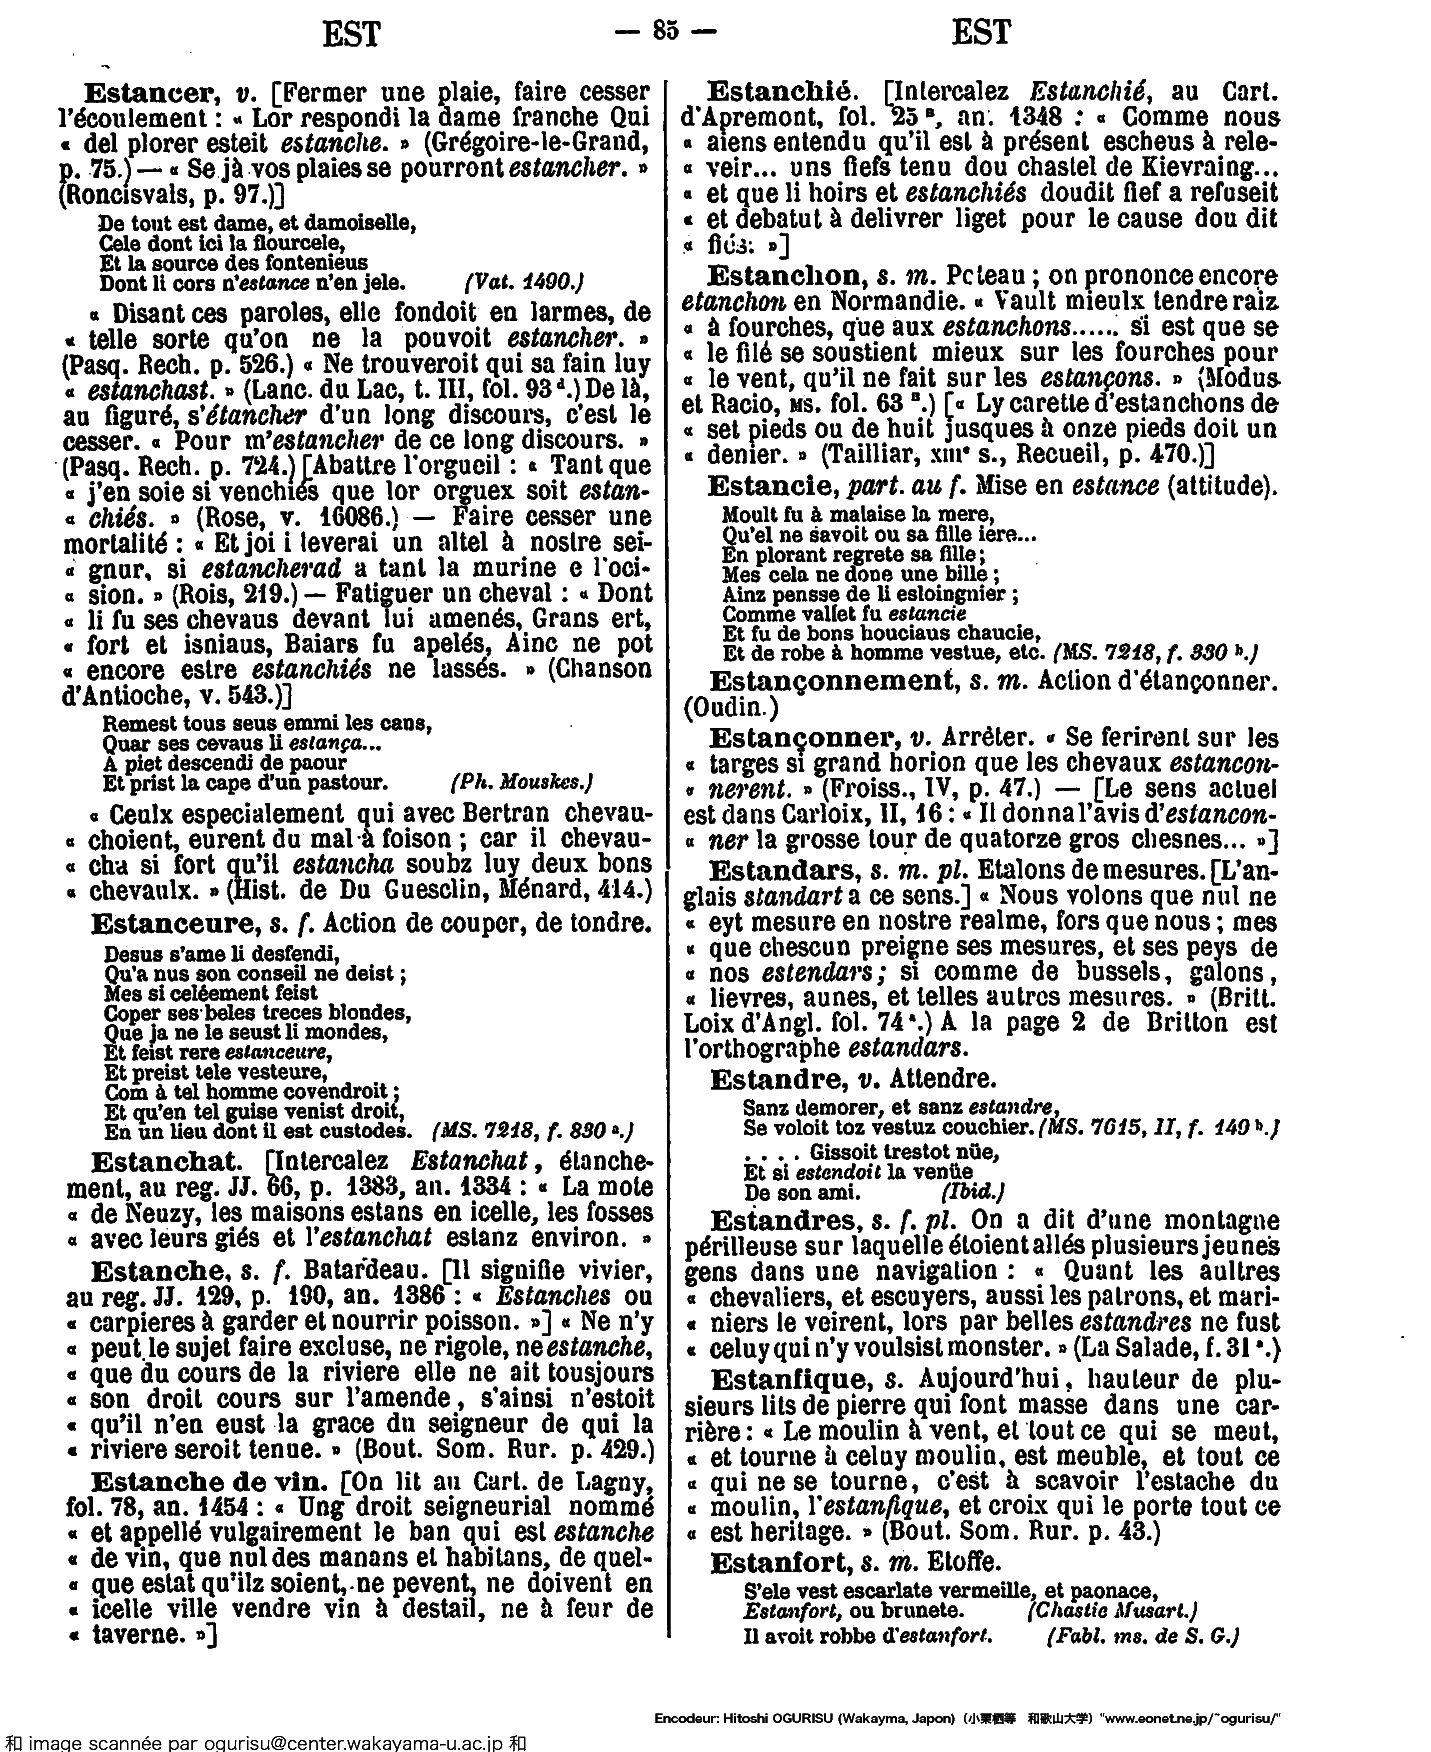 EST — 85 — EST
Estancer, v. [Fermer une plaie, faire cesser
l'écoulement : « Lor respondi la dame franche Qui
« del plorer esteit estanche. » (Grégoire-le-Grand,
p. 75.) — « Se jà vos plaies se pourront estancher. »
(Roncisvals, p. 97.)]
De tout est dame, et damoiselle,
Cele dont ici la flourcele,
Et la source des fontenieus
Dont li cors n'estance n'en jele. (Vat. 1490.)
« Disant ces paroles, elle fondoit en larmes, de
« telle sorte qu'on ne la pouvoit estancher. »
(Pasq. Rech. p. 526.) « Ne trouveroit qui sa fain luy
« estanchast. » (Lanc. du Lac, t. III, fol. 93 d.) De là,
au figuré, s'étancher d'un long discours, c'est le
cesser. « Pour m'estancher de ce long discours. »
(Pasq. Rech. p. 724.) [Abattre l'orgueil : « Tant que
« j'en soie si venchiés que lor orguex soit estan-
« chiés. » (Rose, v. 16086.) — Faire cesser une
mortalité : « Et joi i leverai un altel à nostre sei-
« gnur, si estancherad a tant la murine e l'oci-
« sion. » (Rois, 219.) — Fatiguer un cheval : « Dont
« li fu ses chevaus devant lui amenés, Grans ert,
« fort et isniaus, Baiars fu apelés, Ainc ne pot
« encore estre estanchiés ne lassés. » (Chanson
d'Antioche, v. 543.)]
Remest tous seus emmi les cans,
Quar ses cevaus li estança...
A piet descendi de paour
Et prist la cape d'un pastour. (Ph. Mouskes.)
« Ceulx especialement qui avec Bertran chevau-
« choient, eurent du mal à foison ; car il chevau-
« cha si fort qu'il estancha soubz luy deux bons
« chevaulx. » (Hist. de Du Guesclin, Ménard, 414.)
Estanceure, s. f. Action de couper, de tondre.
Desus s'ame li desfendi,
Qu'a nus son conseil ne deist ;
Mes si celéement feist
Coper ses beles treces blondes,
Que ja ne le seust li mondes,
Et feist rere estanceure,
Et preist tele vesteure,
Com à tel homme covendroit ;
Et qu'en tel guise venist droit,
En un lieu dont il est custodes. (MS. 7218, f. 830 a.)
Estanchat. [Intercalez Estanchat, étanche-
ment, au reg. JJ. 66, p. 1383, an. 1334 : « La mote
« de Neuzy, les maisons estans en icelle, les fosses
« avec leurs giés et l'estanchat estanz environ. »
Estanche, s. f. Batardeau. [Il signifie vivier,
au reg. JJ. 129, p. 190, an. 1386 : « Estanches ou
« carpieres à garder et nourrir poisson. »] « Ne n'y
« peut le sujet faire excluse, ne rigole, ne estanche,
« que du cours de la riviere elle ne ait tousjours
« son droit cours sur l'amende, s'ainsi n'estoit
« qu'il n'en eust la grace du seigneur de qui la
« riviere seroit tenue. » (Bout. Som. Rur. p. 429.)
Estanche de vin. [On lit au Cart. de Lagny,
fol. 78, an. 1454 : « Ung droit seigneurial nommé
« et appellé vulgairement le ban qui est estanche
« de vin, que nul des manans et habitans, de quel-
« que estat qu'ilz soient, ne pevent, ne doivent en
« icelle ville vendre vin à destail, ne à feur de
« taverne. »]
Estanchié. [Intercalez Estanchié, au Cart.
d'Apremont, fol. 25 a, an. 1348 : « Comme nous
« aiens entendu qu'il est à présent escheus à rele-
« veir... uns fiefs tenu dou chastel de Kievraing...
« et que li hoirs et estanchiés doudit fief a refuseit
« et debatut à delivrer liget pour le cause dou dit
« fiés. »]
Estanchon, s. m. Poteau ; on prononce encore
etanchon en Normandie. « Vault mieulx tendre raiz
« à fourches, que aux estanchons...... si est que se
« le filé se soustient mieux sur les fourches pour
« le vent, qu'il ne fait sur les estançons. » (Modus
et Racio, MS. fol. 63 a.) [« Ly carette d'estanchons de
« set pieds ou de huit jusques à onze pieds doit un
« denier. » (Tailliar, XIIIe s., Recueil, p. 470.)]
Estancie, part. au f. Mise en estance (attitude).
Moult fu à malaise la mere,
Qu'el ne savoit ou sa fille iere...
En plorant regrete sa fille ;
Mes cela ne done une bille ;
Ainz pensse de li esloingnier ;
Comme vallet fu estancie
Et fu de bons houciaus chaucie,
Et de robe à homme vestue, etc. (MS. 7218, f. 330 b.)
Estançonnement, s. m. Action d'étançonner.
(Oudin.)
Estançonner, v. Arrêter. « Se ferirent sur les
« targes si grand horion que les chevaux estancon-
« nerent. » (Froiss., IV, p. 47.) — [Le sens actuel
est dans Carloix, II, 16 : « Il donna l'avis d'estancon-
« ner la grosse tour de quatorze gros chesnes... »]
Estandars, s. m. pl. Etalons de mesures. [L'an-
glais standart a ce sens.] « Nous volons que nul ne
« eyt mesure en nostre realme, fors que nous ; mes
« que chescun preigne ses mesures, et ses peys de
« nos estendars ; si comme de bussels, galons,
« lievres, aunes, et telles autres mesures. » (Britt.
Loix d'Angl. fol. 74 a.) A la page 2 de Britton est
l'orthographe estandars.
Estandre, v. Attendre.
Sanz demorer, et sanz estandre,
Se voloit toz vestuz couchier. (MS. 7615, II, f. 140 b.)
. . . . Gissoit trestot nüe,
Et si estendoit la venüe
De son ami. (Ibid.)
Estandres, s. f. pl. On a dit d'une montagne
périlleuse sur laquelle étoient allés plusieurs jeunes
gens dans une navigation : « Quant les aultres
« chevaliers, et escuyers, aussi les patrons, et mari-
« niers le veirent, lors par belles estandres ne fust
« celuy qui n'y voulsist monster. » (La Salade, f. 31 a.)
Estanfique, s. Aujourd'hui, hauteur de plu-
sieurs lits de pierre qui font masse dans une car-
rière : « Le moulin à vent, et tout ce qui se meut,
« et tourne à celuy moulin, est meuble, et tout ce
« qui ne se tourne, c'est à scavoir l'estache du
« moulin, l'estanfique, et croix qui le porte tout ce
« est heritage. » (Bout. Som. Rur. p. 43.)
Estanfort, s. m. Etoffe.
S'ele vest escarlate vermeille, et paonace,
Estanfort, ou brunete. (Chastie Musart.)
Il avoit robbe d'estanfort. (Fabl. ms. de S. G.)
Encodeur: Hitoshi OGURISU (Wakayma, Japon) (小栗栖等 和歌山大学) "www.eonet.ne.jp/~ogurisu/"
和 image scannée par ogurisu@center.wakayama-u.ac.jp 和